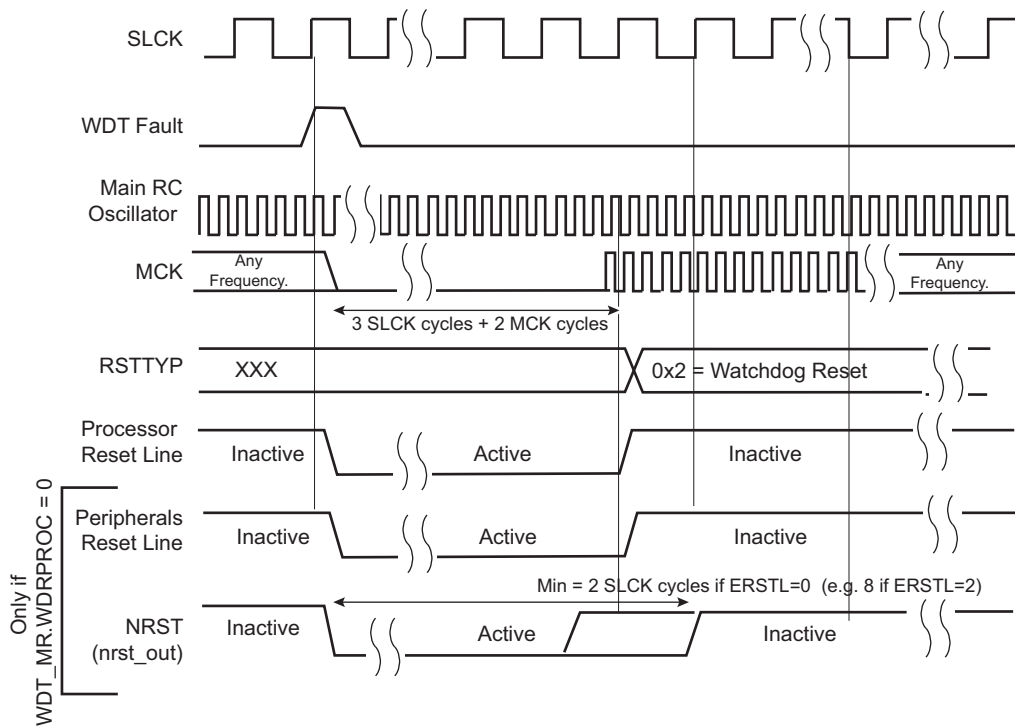 SLCK
WDT Fault
Main RC
Oscillator
MCK
Any
Frequency.
Any
Frequency.
3 SLCK cycles + 2 MCK cycles
RSTTYP
XXX
0x2 = Watchdog Reset
Processor
Reset Line
Inactive
Active
Inactive
Only if
WDT_MR.WDRPROC = 0
Peripherals
Reset Line
Inactive
Active
Inactive
Min = 2 SLCK cycles if ERSTL=0 (e.g. 8 if ERSTL=2)
NRST
(nrst_out)
Inactive
Active
Inactive